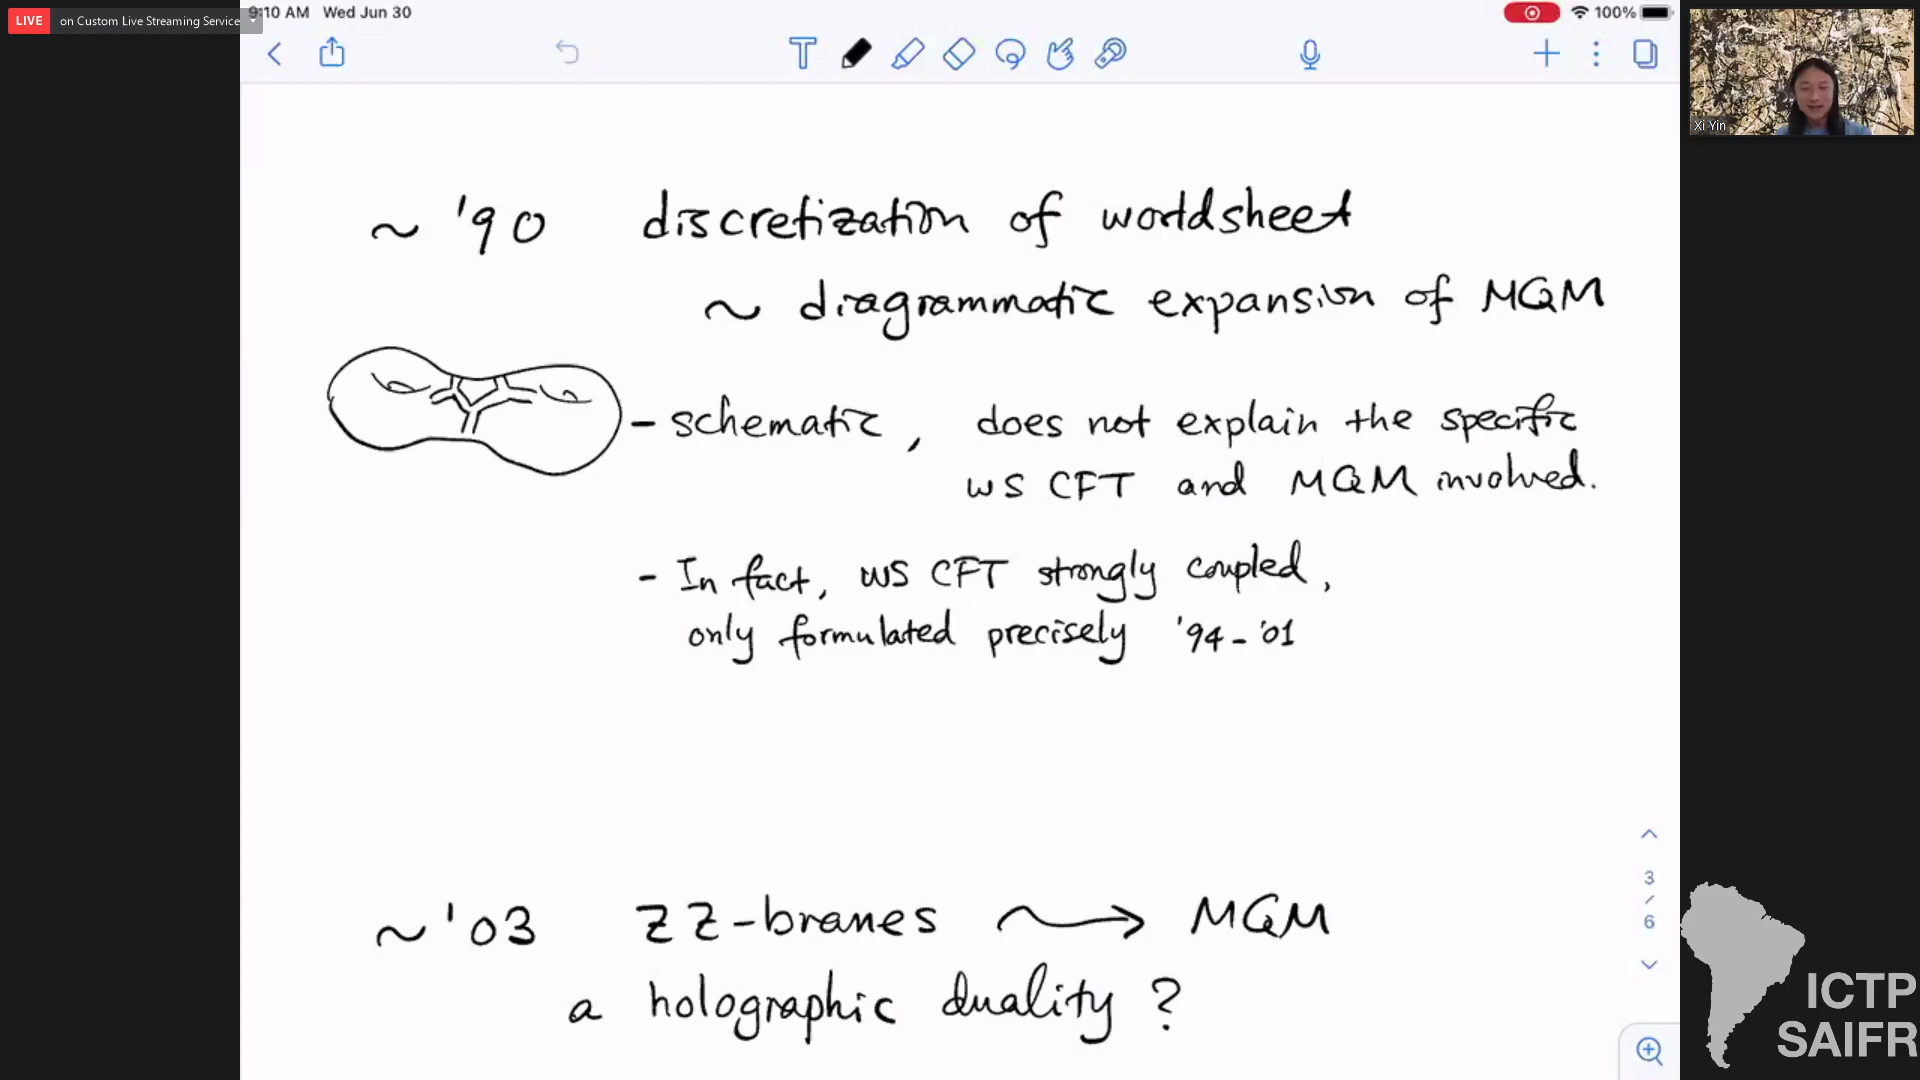 LIVE on Custom Live Streaming Service
9:10 AM Wed Jun 30
100%
T
Xi Yin
~ '90 discretization of worldsheet
~ diagrammatic expansion of MQM
- schematic, does not explain the specific
WS CFT and MQM involved.
- In fact, WS CFT strongly coupled,
only formulated precisely '94 - '01
3
/
6
~ '03 ZZ-branes → MQM
a holographic duality ?
ICTP
SAIFR